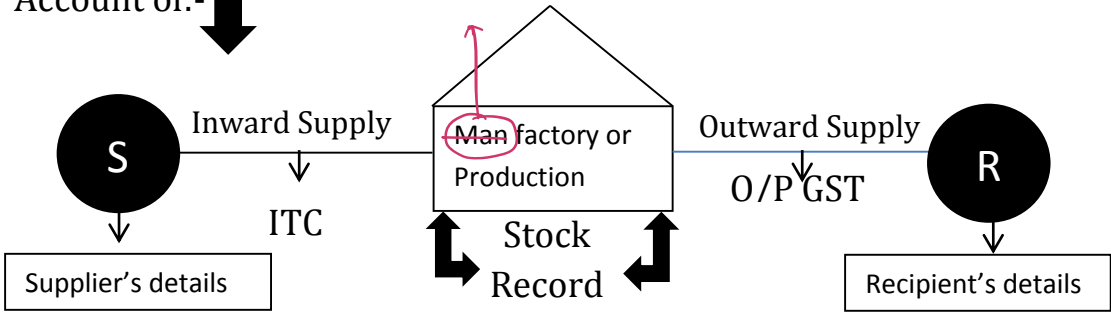 Account of:-
Inward Supply
Outward Supply
S
Man factory or
Production
R
ITC
O/P GST
Stock
Record
Supplier’s details
Recipient’s details